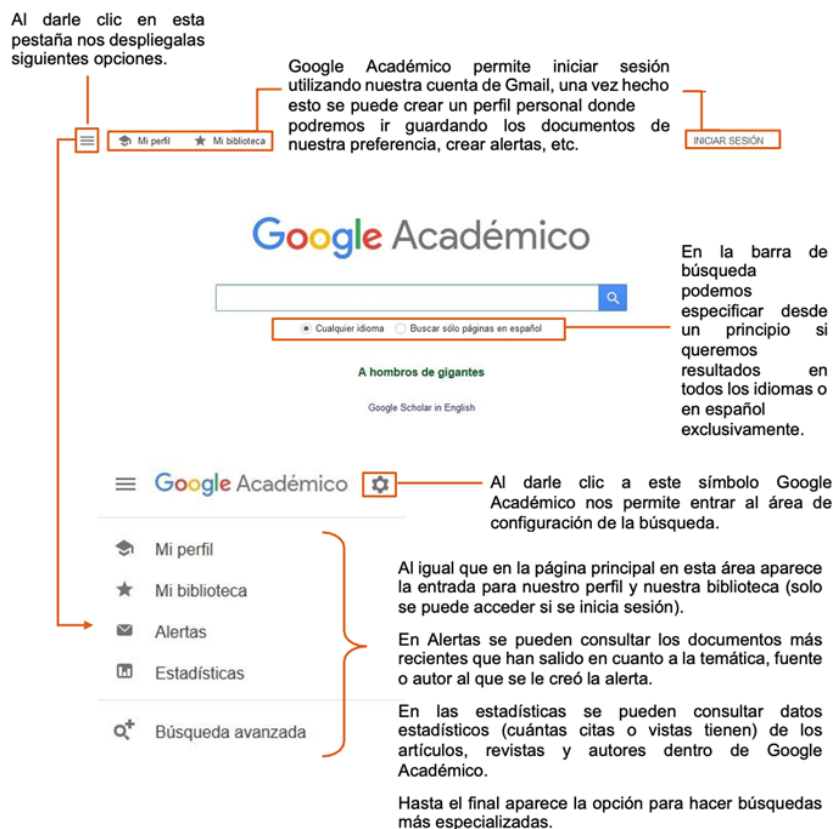 Al darle clic en esta
pestaña nos despliegalas
siguientes opciones.
Google Académico permite iniciar sesión
utilizando nuestra cuenta de Gmail, una vez hecho
esto se puede crear un perfil personal donde
podremos ir guardando los documentos de
nuestra preferencia, crear alertas, etc.
Mi perfil
Mi biblioteca
INICIAR SESIÓN
Google Académico
Cualquier idioma
Buscar sólo páginas en español
A hombros de gigantes
Google Scholar in English
En la barra de
búsqueda
podemos
especificar desde
un principio si
queremos
resultados en
todos los idiomas o
en español
exclusivamente.
Google Académico
Al darle clic a este símbolo Google
Académico nos permite entrar al área de
configuración de la búsqueda.
Mi perfil
Mi biblioteca
Alertas
Estadísticas
Búsqueda avanzada
Al igual que en la página principal en esta área aparece
la entrada para nuestro perfil y nuestra biblioteca (solo
se puede acceder si se inicia sesión).
En Alertas se pueden consultar los documentos más
recientes que han salido en cuanto a la temática, fuente
o autor al que se le creó la alerta.
En las estadísticas se pueden consultar datos
estadísticos (cuántas citas o vistas tienen) de los
artículos, revistas y autores dentro de Google
Académico.
Hasta el final aparece la opción para hacer búsquedas
más especializadas.